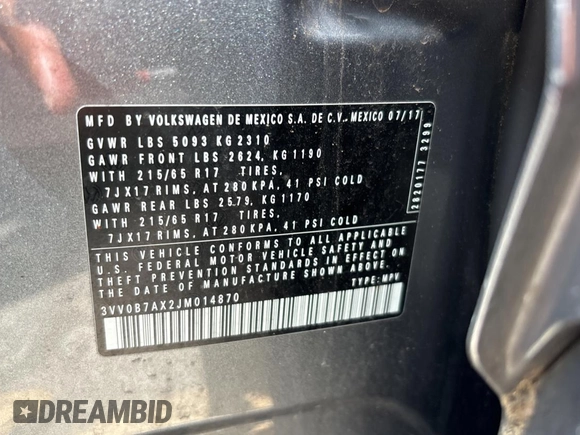 MFD BY VOLKSWAGEN DE MEXICO S.A. DE C.V., MEXICO 07/17
GVWR LBS 5093 KG 2310
GAWR FRONT LBS 2624, KG 1190
WITH 215/65 R17 TIRES,
7JX17 RIMS, AT 280 KPA, 41 PSI COLD
GAWR REAR LBS 2579, KG 1170
WITH 215/65 R17 TIRES,
7JX17 RIMS, AT 280 KPA, 41 PSI COLD
THIS VEHICLE CONFORMS TO ALL APPLICABLE
U.S. FEDERAL MOTOR VEHICLE SAFETY AND
THEFT PREVENTION STANDARDS IN EFFECT ON
THE DATE OF MANUFACTURE SHOWN ABOVE.
3VV0B7AX2JM014870 TYPE: MPV
2820177 3299
DREAMBID